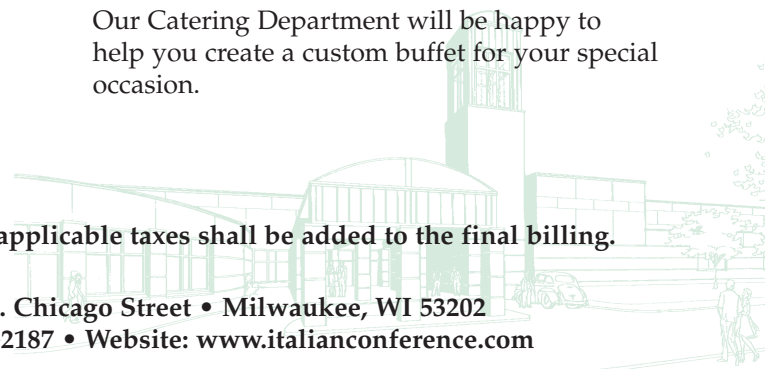 Our Catering Department will be happy to
help you create a custom buffet for your special
occasion.
applicable taxes shall be added to the final billing.
. Chicago Street • Milwaukee, WI 53202
2187 • Website: www.italianconference.com